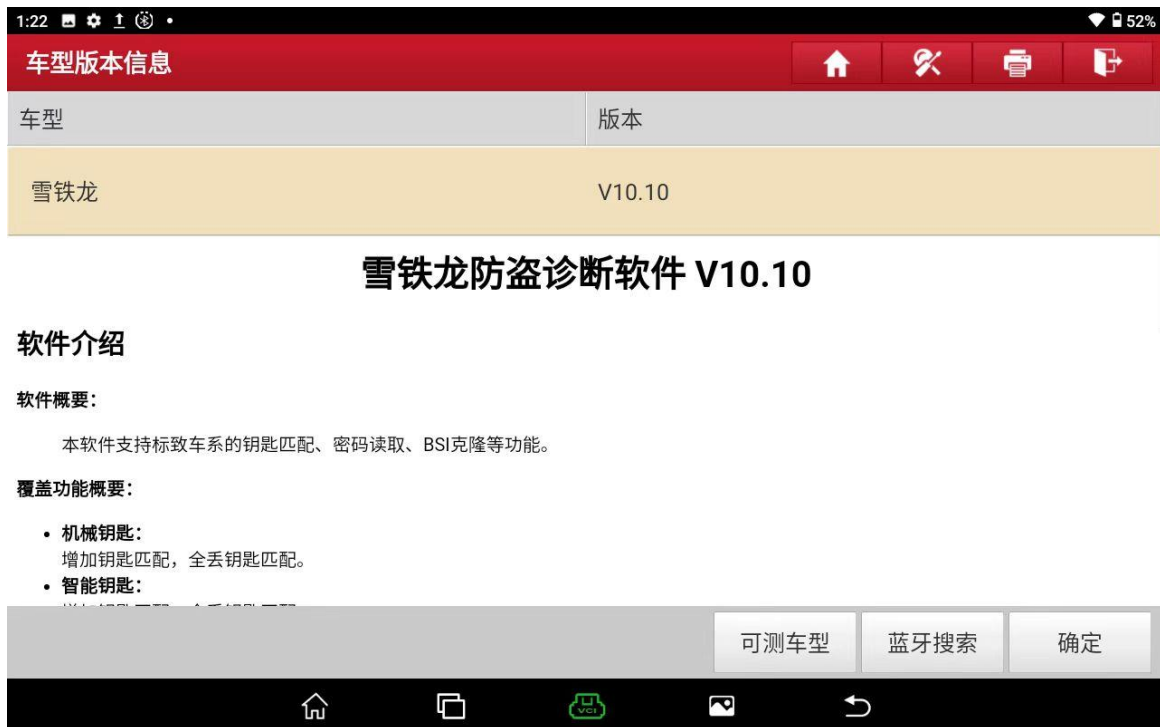 1:22 52%
车型版本信息
车型 版本
雪铁龙 V10.10
雪铁龙防盗诊断软件 V10.10
软件介绍
软件概要：
本软件支持标致车系的钥匙匹配、密码读取、BSI克隆等功能。
覆盖功能概要：
• 机械钥匙：
增加钥匙匹配，全丢钥匙匹配。
• 智能钥匙：
可测车型 蓝牙搜索 确定
VCI